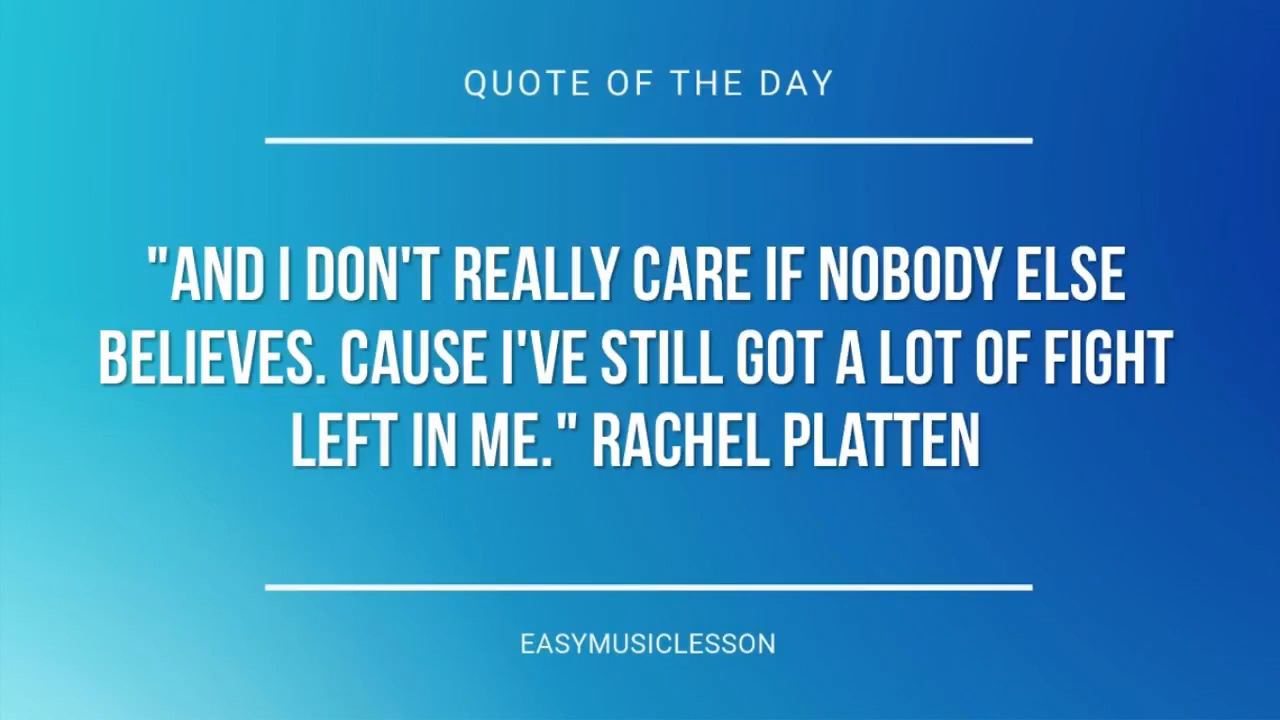 QUOTE OF THE DAY
"AND I DON'T REALLY CARE IF NOBODY ELSE
BELIEVES. CAUSE I'VE STILL GOT A LOT OF FIGHT
LEFT IN ME." RACHEL PLATTEN
EASYMUSICLESSON